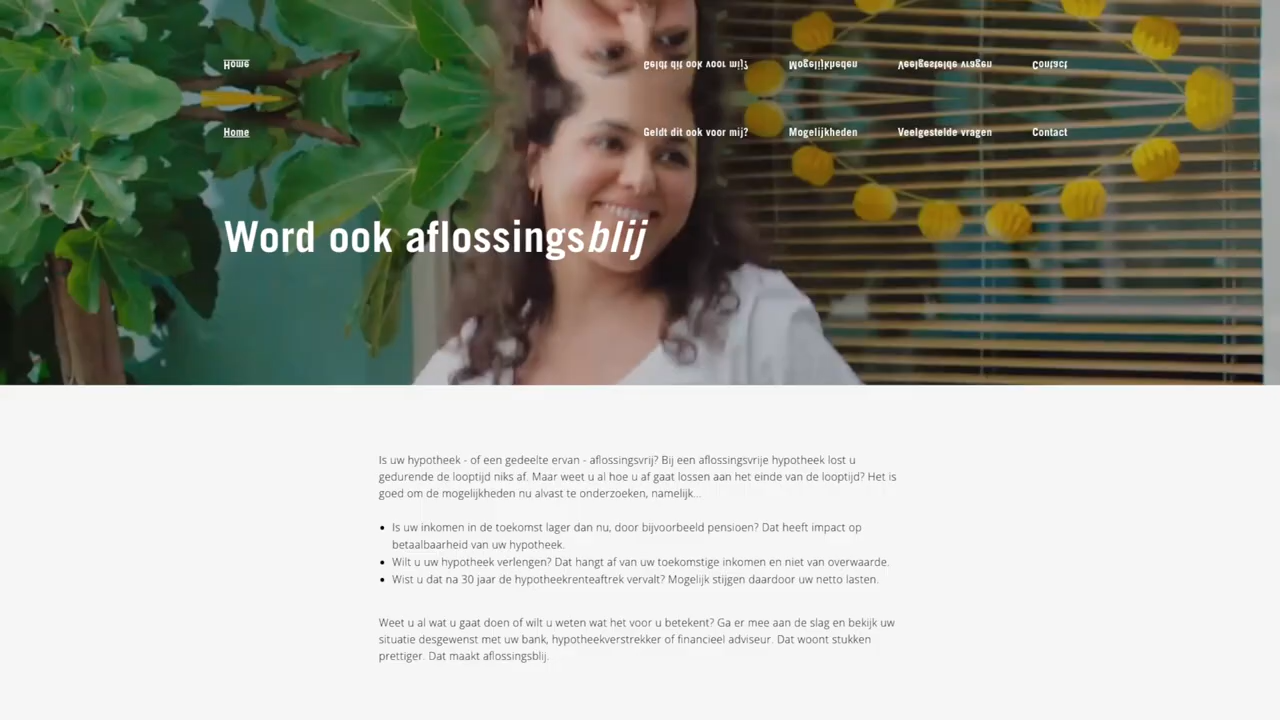 Home Geldt dit ook voor mij? Mogelijkheden Veelgestelde vragen Contact
Home Geldt dit ook voor mij? Mogelijkheden Veelgestelde vragen Contact
Word ook aflossingsblij
Is uw hypotheek - of een gedeelte ervan - aflossingsvrij? Bij een aflossingsvrije hypotheek lost u
gedurende de looptijd niks af. Maar weet u al hoe u af gaat lossen aan het einde van de looptijd? Het is
goed om de mogelijkheden nu alvast te onderzoeken, namelijk...
• Is uw inkomen in de toekomst lager dan nu, door bijvoorbeeld pensioen? Dat heeft impact op
betaalbaarheid van uw hypotheek.
• Wilt u uw hypotheek verlengen? Dat hangt af van uw toekomstige inkomen en niet van overwaarde.
• Wist u dat na 30 jaar de hypotheekrenteaftrek vervalt? Mogelijk stijgen daardoor uw netto lasten.
Weet u al wat u gaat doen of wilt u weten wat het voor u betekent? Ga er mee aan de slag en bekijk uw
situatie desgewenst met uw bank, hypotheekverstrekker of financieel adviseur. Dat woont stukken
prettiger. Dat maakt aflossingsblij.